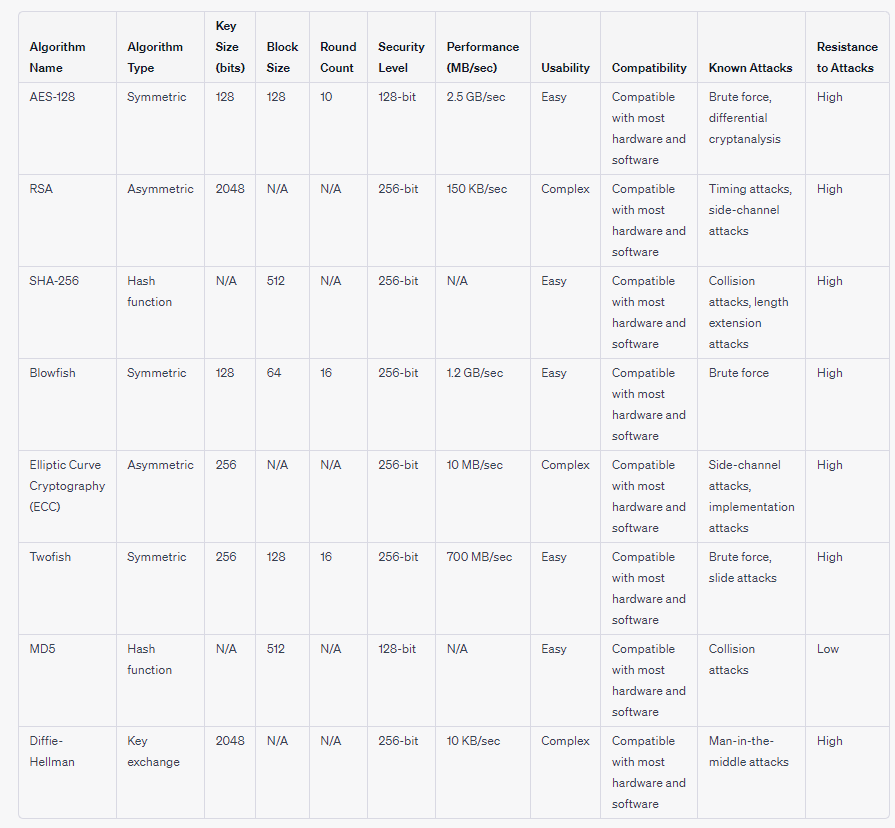 Algorithm Name | Algorithm Type | Key Size (bits) | Block Size | Round Count | Security Level | Performance (MB/sec) | Usability | Compatibility | Known Attacks | Resistance to Attacks
AES-128 | Symmetric | 128 | 128 | 10 | 128-bit | 2.5 GB/sec | Easy | Compatible with most hardware and software | Brute force, differential cryptanalysis | High
RSA | Asymmetric | 2048 | N/A | N/A | 256-bit | 150 KB/sec | Complex | Compatible with most hardware and software | Timing attacks, side-channel attacks | High
SHA-256 | Hash function | N/A | 512 | N/A | 256-bit | N/A | Easy | Compatible with most hardware and software | Collision attacks, length extension attacks | High
Blowfish | Symmetric | 128 | 64 | 16 | 256-bit | 1.2 GB/sec | Easy | Compatible with most hardware and software | Brute force | High
Elliptic Curve Cryptography (ECC) | Asymmetric | 256 | N/A | N/A | 256-bit | 10 MB/sec | Complex | Compatible with most hardware and software | Side-channel attacks, implementation attacks | High
Twofish | Symmetric | 256 | 128 | 16 | 256-bit | 700 MB/sec | Easy | Compatible with most hardware and software | Brute force, slide attacks | High
MD5 | Hash function | N/A | 512 | N/A | 128-bit | N/A | Easy | Compatible with most hardware and software | Collision attacks | Low
Diffie-Hellman | Key exchange | 2048 | N/A | N/A | 256-bit | 10 KB/sec | Complex | Compatible with most hardware and software | Man-in-the-middle attacks | High